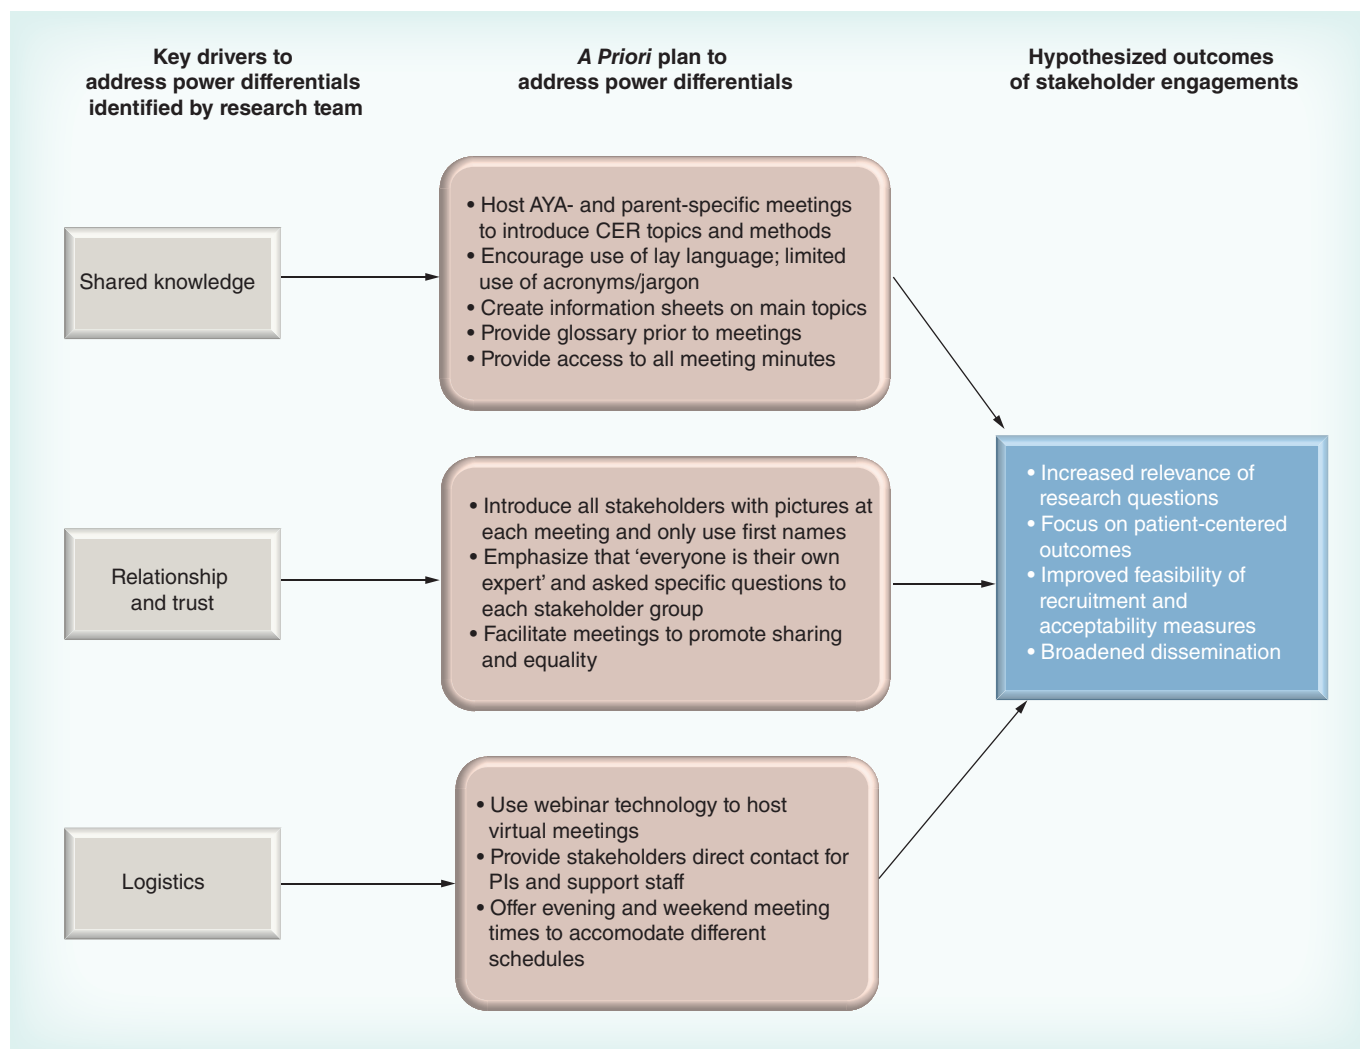 Key drivers to
address power differentials
identified by research team
A Priori plan to
address power differentials
Hypothesized outcomes
of stakeholder engagements
Shared knowledge
• Host AYA- and parent-specific meetings
to introduce CER topics and methods
• Encourage use of lay language; limited
use of acronyms/jargon
• Create information sheets on main topics
• Provide glossary prior to meetings
• Provide access to all meeting minutes
Relationship
and trust
• Introduce all stakeholders with pictures at
each meeting and only use first names
• Emphasize that ‘everyone is their own
expert’ and asked specific questions to
each stakeholder group
• Facilitate meetings to promote sharing
and equality
Logistics
• Use webinar technology to host
virtual meetings
• Provide stakeholders direct contact for
PIs and support staff
• Offer evening and weekend meeting
times to accomodate different
schedules
• Increased relevance of
research questions
• Focus on patient-centered
outcomes
• Improved feasibility of
recruitment and
acceptability measures
• Broadened dissemination